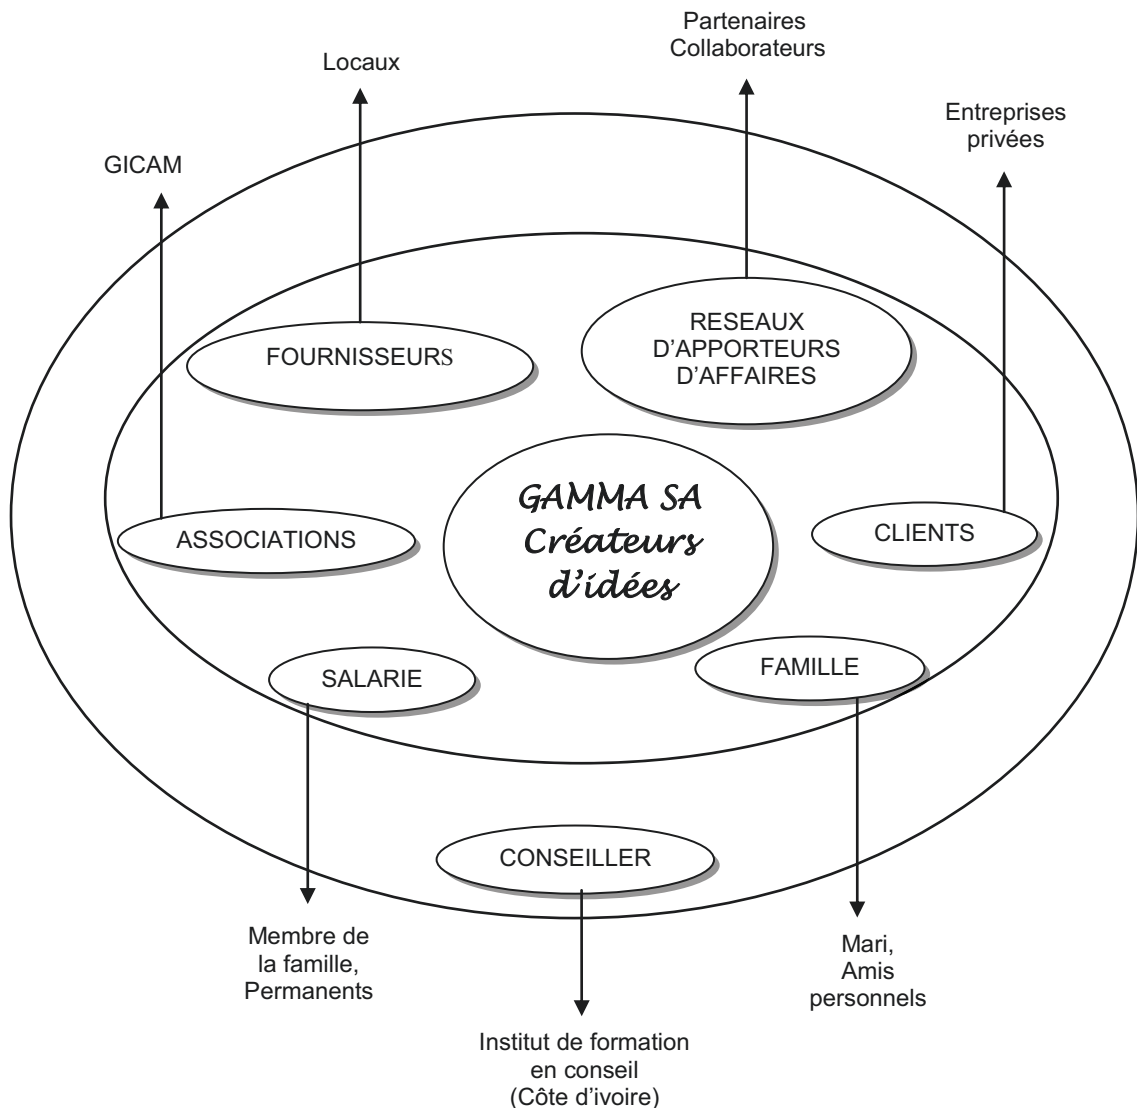 Partenaires
Collaborateurs
Locaux
Entreprises
privées
GICAM
RESEAUX
D'APPORTEURS
D'AFFAIRES
FOURNISSEURS
GAMMA SA
Créateurs
d'idées
ASSOCIATIONS
CLIENTS
SALARIE
FAMILLE
CONSEILLER
Membre de
la famille,
Permanents
Mari,
Amis
personnels
Institut de formation
en conseil
(Côte d'ivoire)